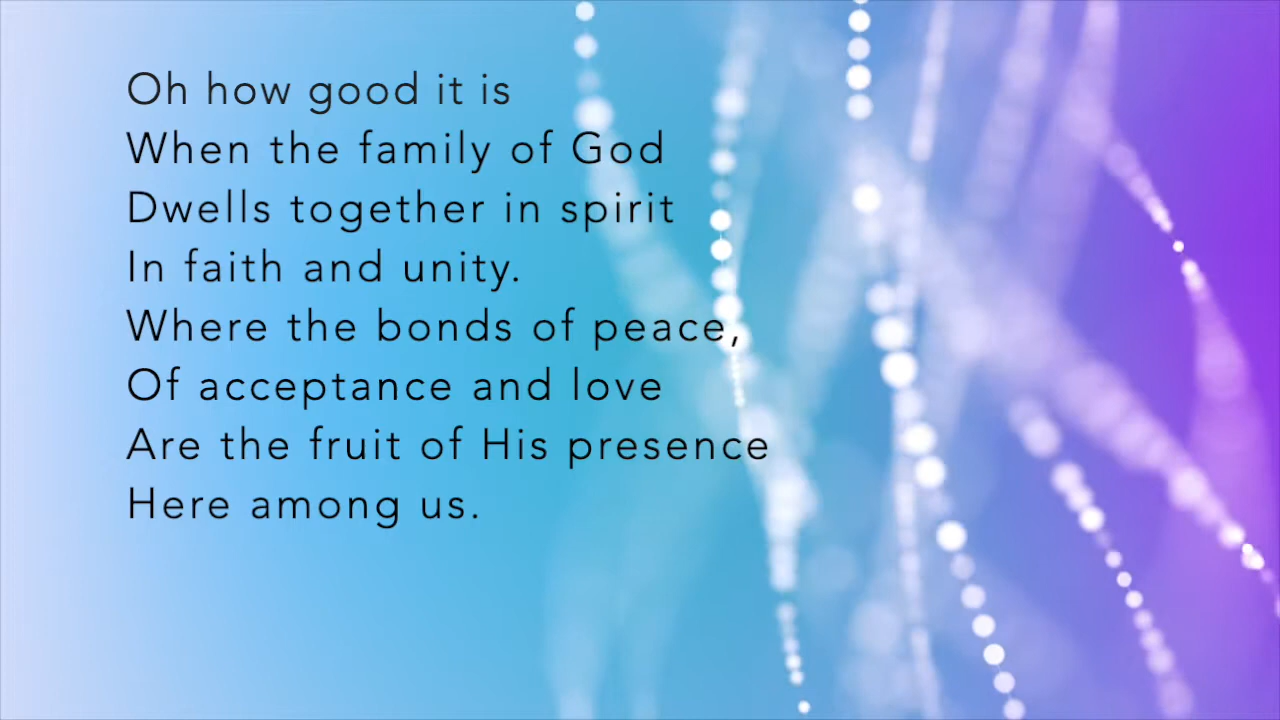 Oh how good it is
When the family of God
Dwells together in spirit
In faith and unity.
Where the bonds of peace,
Of acceptance and love
Are the fruit of His presence
Here among us.